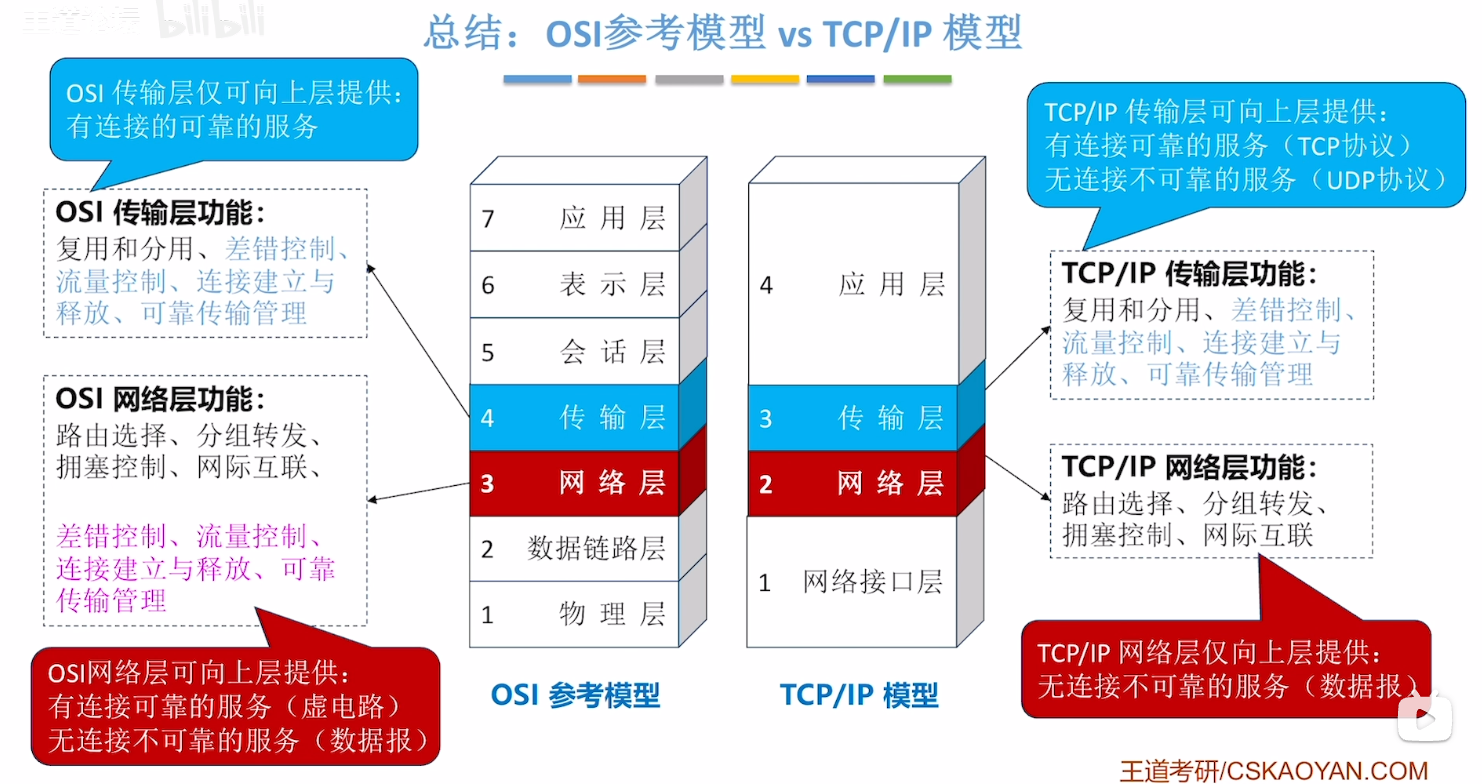 bilibili
总结：OSI参考模型 vs TCP/IP 模型
OSI 传输层仅可向上层提供：
有连接的可靠的服务
OSI 传输层功能：
复用和分用、差错控制、
流量控制、连接建立与
释放、可靠传输管理
OSI 网络层功能：
路由选择、分组转发、
拥塞控制、网际互联、
差错控制、流量控制、
连接建立与释放、可靠
传输管理
OSI网络层可向上层提供：
有连接可靠的服务（虚电路）
无连接不可靠的服务（数据报）
7 应用层
6 表示层
5 会话层
4 传输层
3 网络层
2 数据链路层
1 物理层
OSI 参考模型
4 应用层
3 传输层
2 网络层
1 网络接口层
TCP/IP 模型
TCP/IP 传输层可向上层提供：
有连接可靠的服务（TCP协议）
无连接不可靠的服务（UDP协议）
TCP/IP 传输层功能：
复用和分用、差错控制、
流量控制、连接建立与
释放、可靠传输管理
TCP/IP 网络层功能：
路由选择、分组转发、
拥塞控制、网际互联
TCP/IP 网络层仅向上层提供：
无连接不可靠的服务（数据报）
王道考研/CSKAOYAN.COM